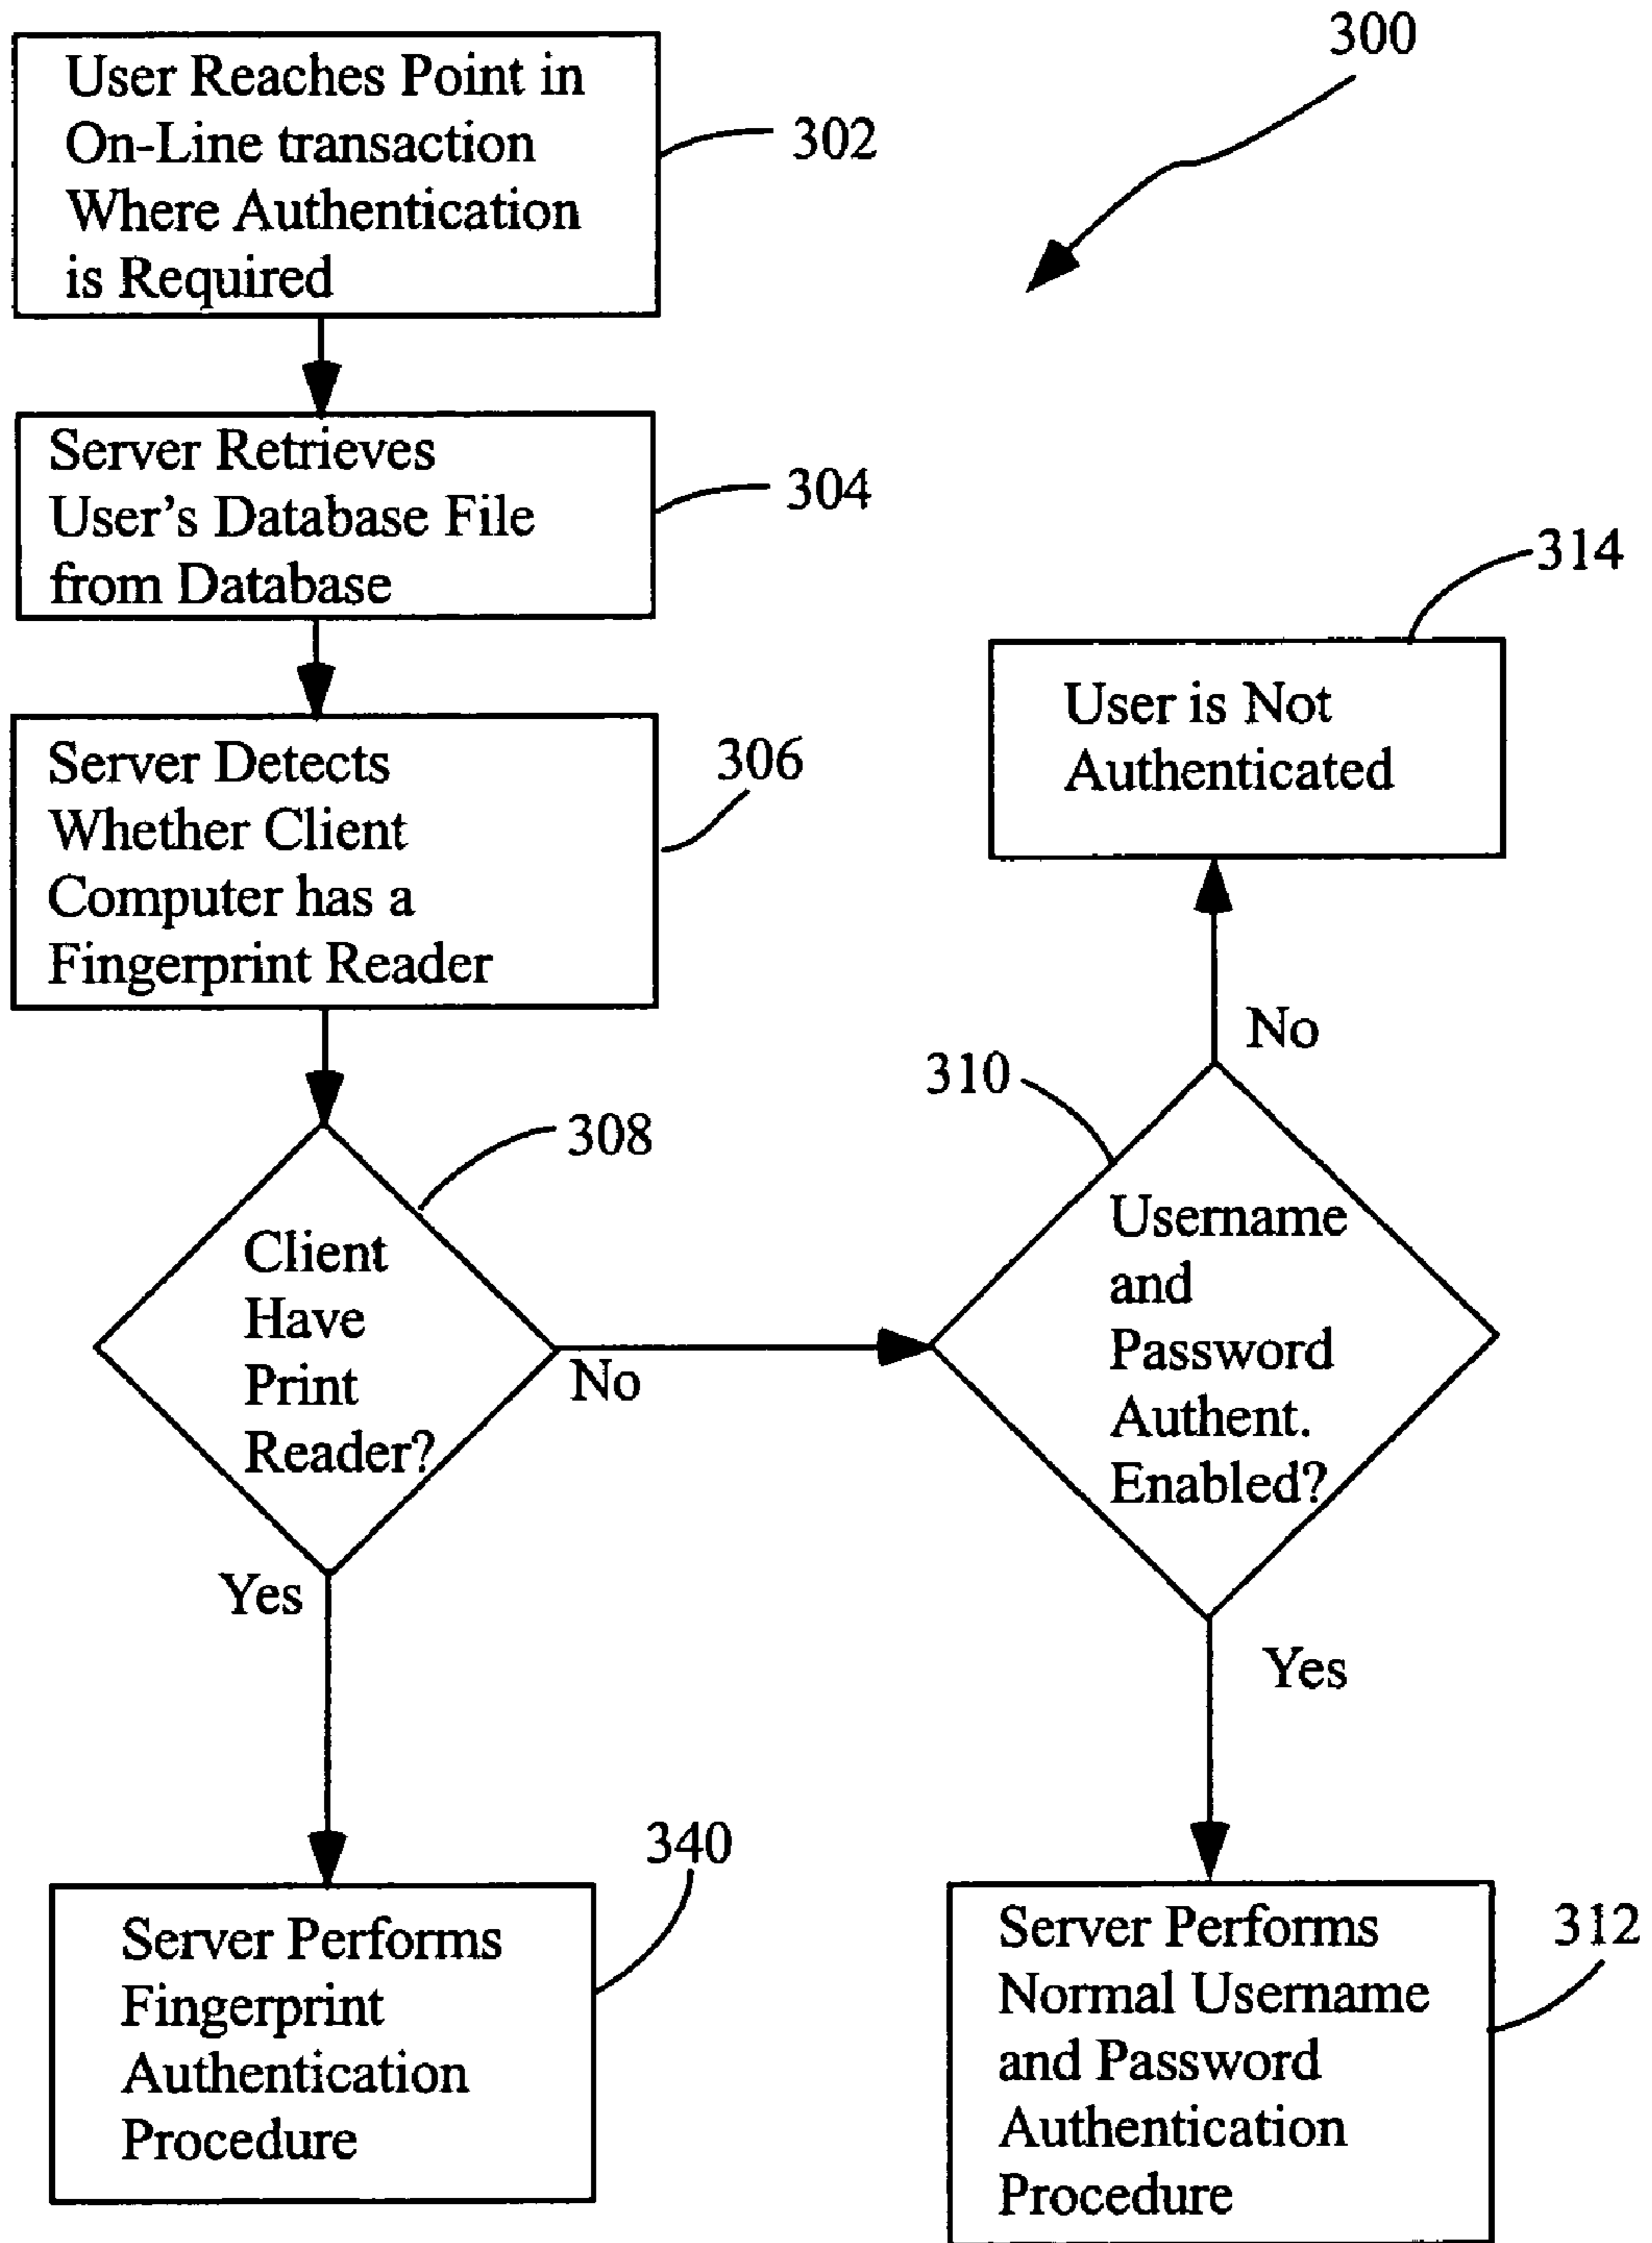 300
User Reaches Point in
On-Line transaction
Where Authentication
is Required
302
Server Retrieves
User's Database File
from Database
304
Server Detects
Whether Client
Computer has a
Fingerprint Reader
306
308
Client
Have
Print
Reader?
No
Yes
340
Server Performs
Fingerprint
Authentication
Procedure
314
User is Not
Authenticated
No
310
Username
and
Password
Authent.
Enabled?
Yes
312
Server Performs
Normal Username
and Password
Authentication
Procedure